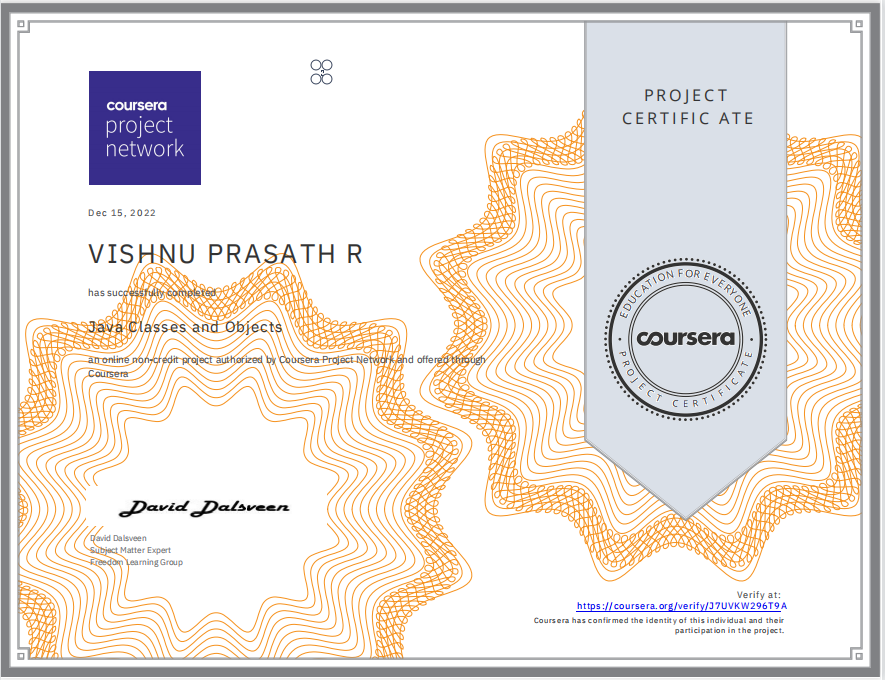 coursera
project
network
PROJECT
CERTIFIC ATE
Dec 15, 2022
VISHNU PRASATH R
has successfully completed
Java Classes and Objects
an online non-credit project authorized by Coursera Project Network and offered through
Coursera
EDUCATION FOR EVERYONE
coursera
PROJECT CERTIFICATE
David Dalsveen
David Dalsveen
Subject Matter Expert
Freedom Learning Group
Verify at:
https://coursera.org/verify/J7UVKW296T9A
Coursera has confirmed the identity of this individual and their
participation in the project.